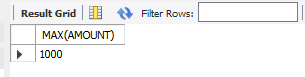 Result Grid Filter Rows:
MAX(AMOUNT)
1000